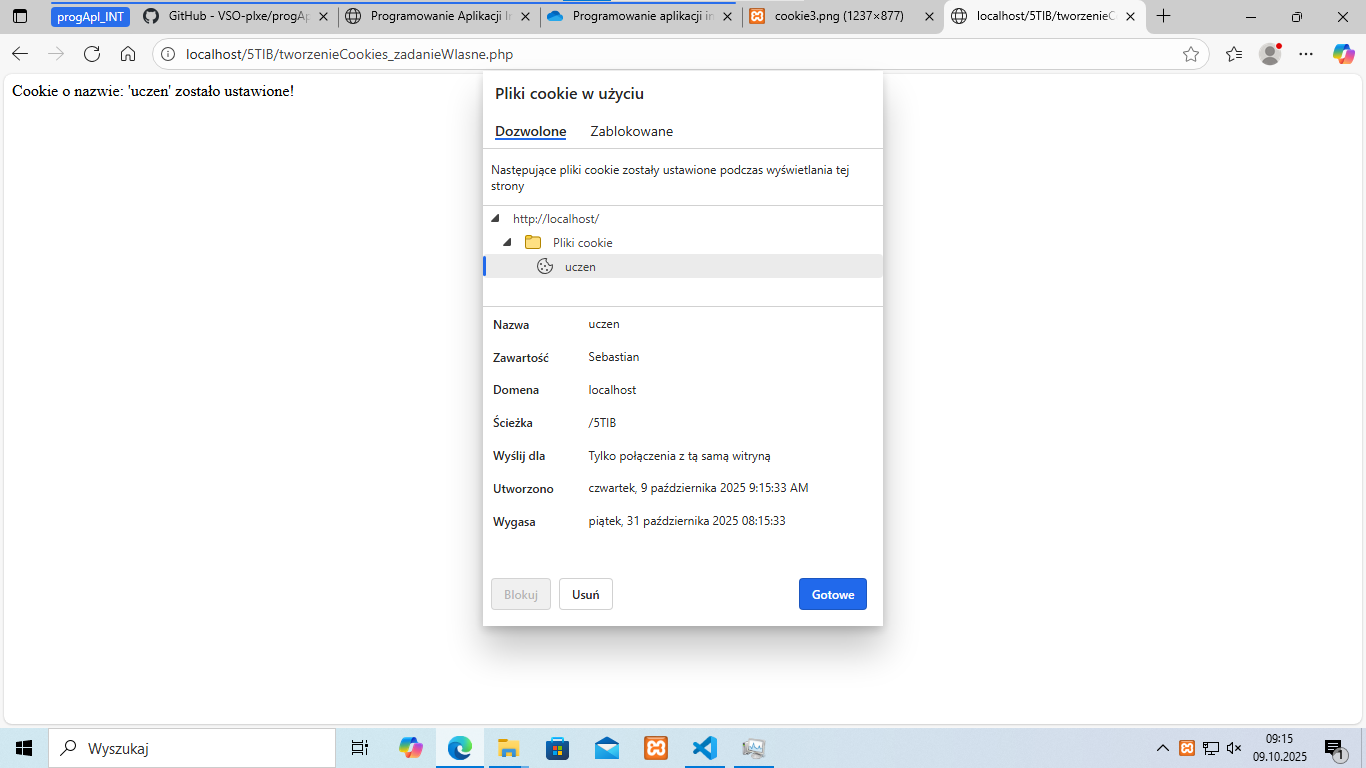 progApI_INT
GitHub - VSO-plxe/progAp
Programowanie Aplikacji In
Programowanie aplikacji in
cookie3.png (1237×877)
localhost/5TIB/tworzenieC
localhost/5TIB/tworzenieCookies_zadanieWlasne.php
Cookie o nazwie: 'uczen' zostało ustawione!
Pliki cookie w użyciu
Dozwolone
Zablokowane
Następujące pliki cookie zostały ustawione podczas wyświetlania tej
strony
http://localhost/
Pliki cookie
uczen
Nazwa uczen
Zawartość Sebastian
Domena localhost
Ścieżka /5TIB
Wyślij dla Tylko połączenia z tą samą witryną
Utworzono czwartek, 9 października 2025 9:15:33 AM
Wygasa piątek, 31 października 2025 08:15:33
Blokuj
Usuń
Gotowe
Wyszukaj
09:15
09.10.2025
1